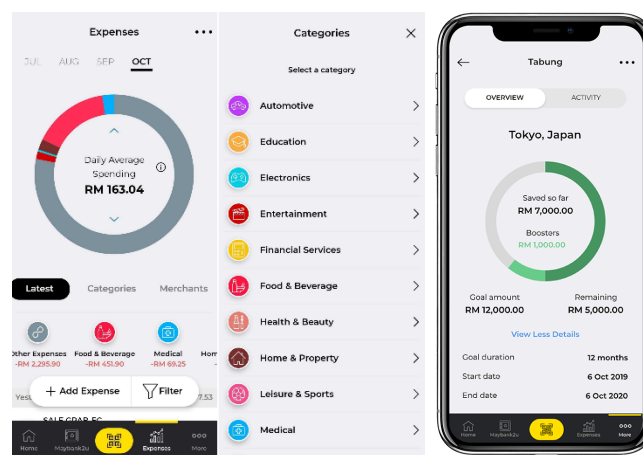 Expenses
JUL AUG SEP OCT
Daily Average
Spending
RM 163.04
Latest Categories Merchants
Other Expenses Food & Beverage Medical
-RM 2,295.90 -RM 451.90 -RM 69.25
+ Add Expense Filter
7.53
Home Maybank2u Expenses More
Categories
Select a category
Automotive
Education
Electronics
Entertainment
Financial Services
Food & Beverage
Health & Beauty
Home & Property
Leisure & Sports
Medical
Tabung
OVERVIEW ACTIVITY
Tokyo, Japan
Saved so far
RM 7,000.00
Boosters
RM 1,000.00
Goal amount Remaining
RM 12,000.00 RM 5,000.00
View Less Details
Goal duration 12 months
Start date 6 Oct 2019
End date 6 Oct 2020
Home Maybank2u Expenses More